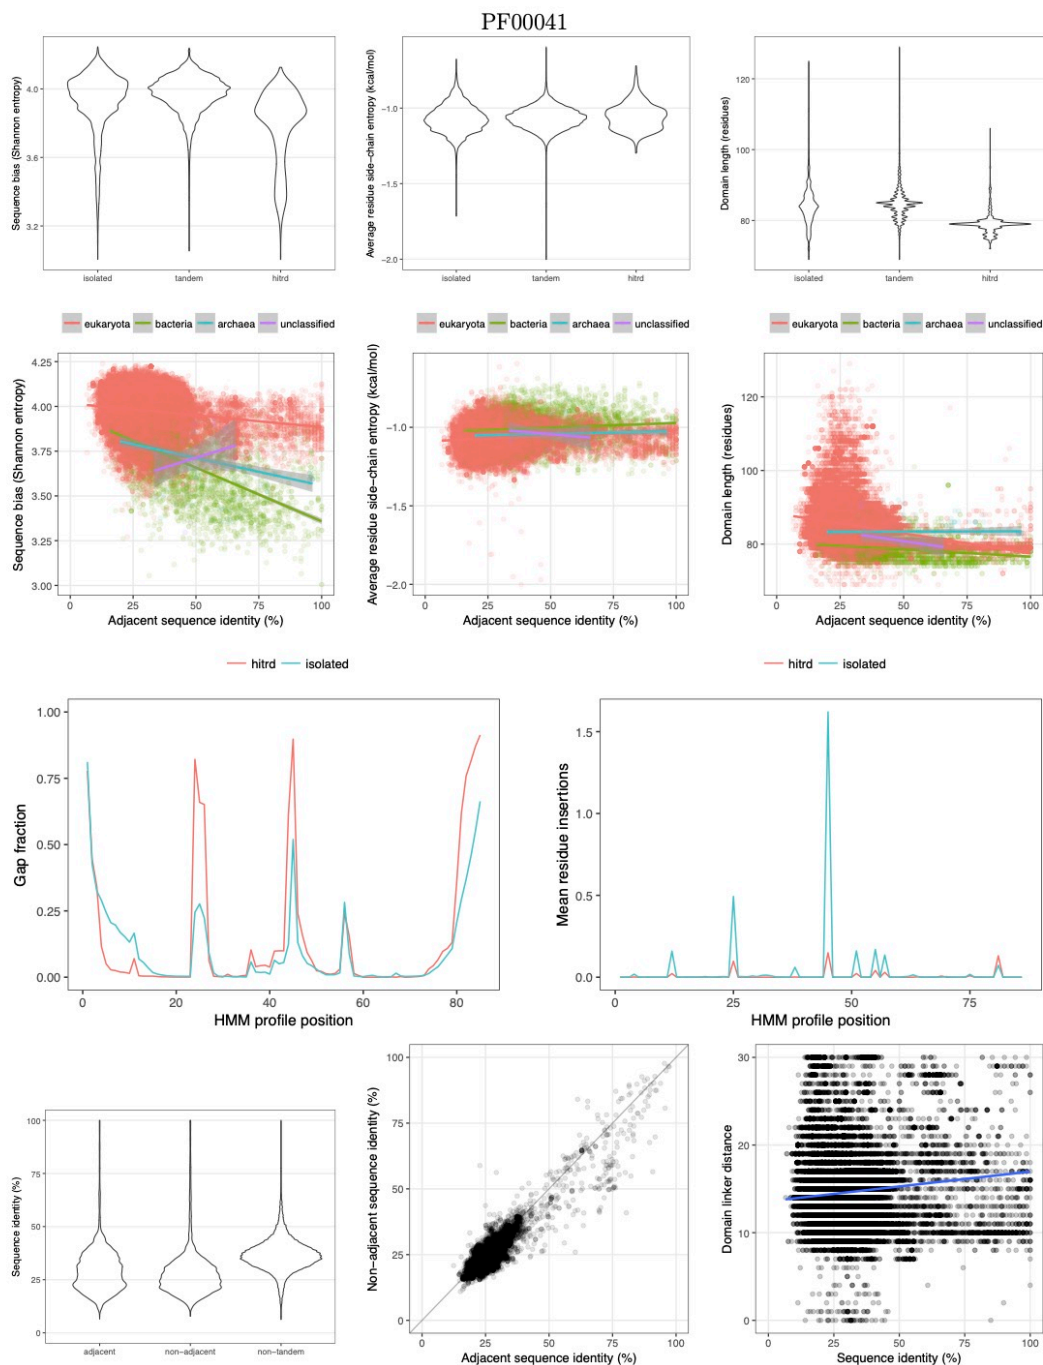 PF00041
Sequence bias (Shannon entropy)
4.0
3.6
3.2
isolated tandem hitrd
Average residue side−chain entropy (kcal/mol)
−1.0
−1.5
−2.0
isolated tandem hitrd
Domain length (residues)
120
100
80
isolated tandem hitrd
eukaryota bacteria archaea unclassified
Sequence bias (Shannon entropy)
4.25
4.00
3.75
3.50
3.25
3.00
0 25 50 75 100
Adjacent sequence identity (%)
eukaryota bacteria archaea unclassified
Average residue side−chain entropy (kcal/mol)
−1.0
−1.5
−2.0
0 25 50 75 100
Adjacent sequence identity (%)
eukaryota bacteria archaea unclassified
Domain length (residues)
120
100
80
0 25 50 75 100
Adjacent sequence identity (%)
hitrd isolated
Gap fraction
1.00
0.75
0.50
0.25
0.00
0 20 40 60 80
HMM profile position
hitrd isolated
Mean residue insertions
1.5
1.0
0.5
0.0
0 25 50 75
HMM profile position
Sequence identity (%)
100
75
50
25
0
adjacent non−adjacent non−tandem
Non−adjacent sequence identity (%)
100
75
50
25
0
0 25 50 75 100
Adjacent sequence identity (%)
Domain linker distance
30
20
10
0
0 25 50 75 100
Sequence identity (%)